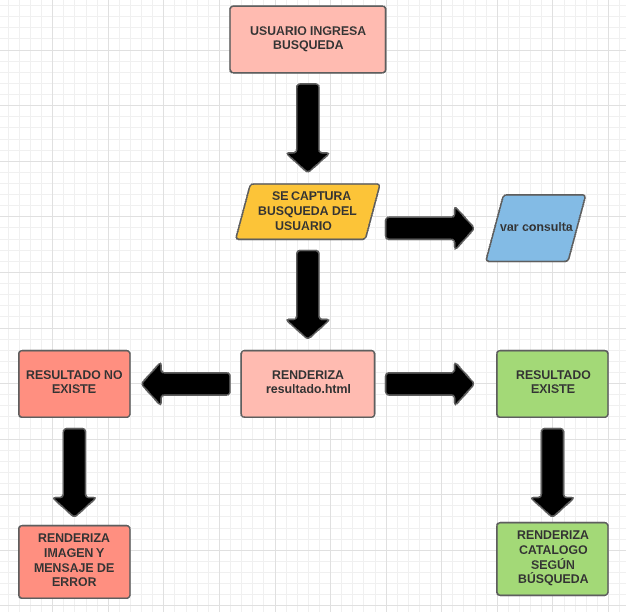 USUARIO INGRESA
BUSQUEDA
SE CAPTURA
BUSQUEDA DEL
USUARIO
var consulta
RESULTADO NO
EXISTE
RENDERIZA
resultado.html
RESULTADO
EXISTE
RENDERIZA
IMAGEN Y
MENSAJE DE
ERROR
RENDERIZA
CATALOGO
SEGÚN
BÚSQUEDA